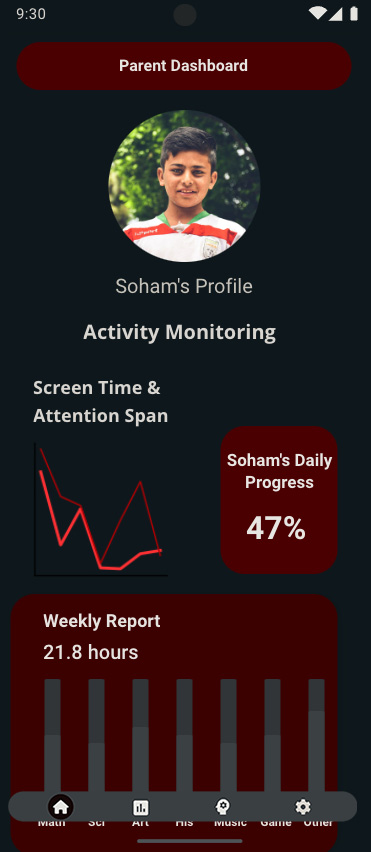 9:30
Parent Dashboard
Soham's Profile
Activity Monitoring
Screen Time &
Attention Span
Soham's Daily
Progress
47%
Weekly Report
21.8 hours
Math Sci Art His Music Game Other